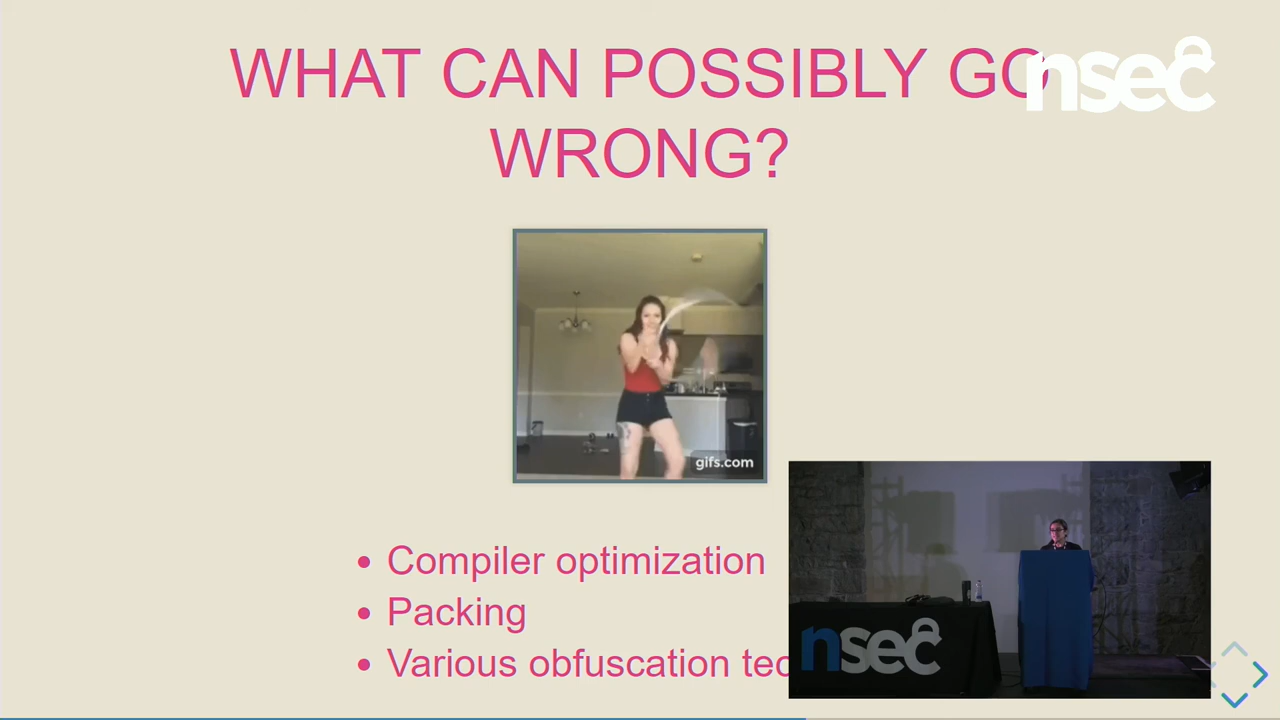 WHAT CAN POSSIBLY GO
WRONG?
nsec
gifs.com
• Compiler optimization
• Packing
• Various obfuscation tec
nsec